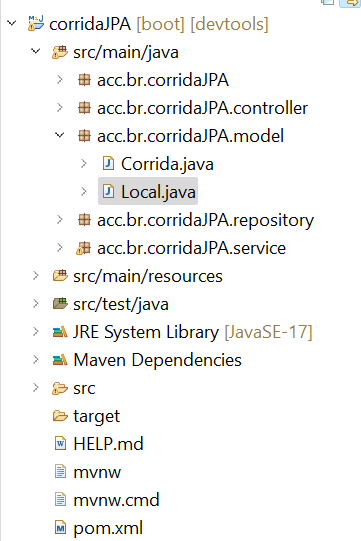 corridaJPA [boot] [devtools]
src/main/java
acc.br.corridaJPA
acc.br.corridaJPA.controller
acc.br.corridaJPA.model
Corrida.java
Local.java
acc.br.corridaJPA.repository
acc.br.corridaJPA.service
src/main/resources
src/test/java
JRE System Library [JavaSE-17]
Maven Dependencies
src
target
HELP.md
mvnw
mvnw.cmd
pom.xml